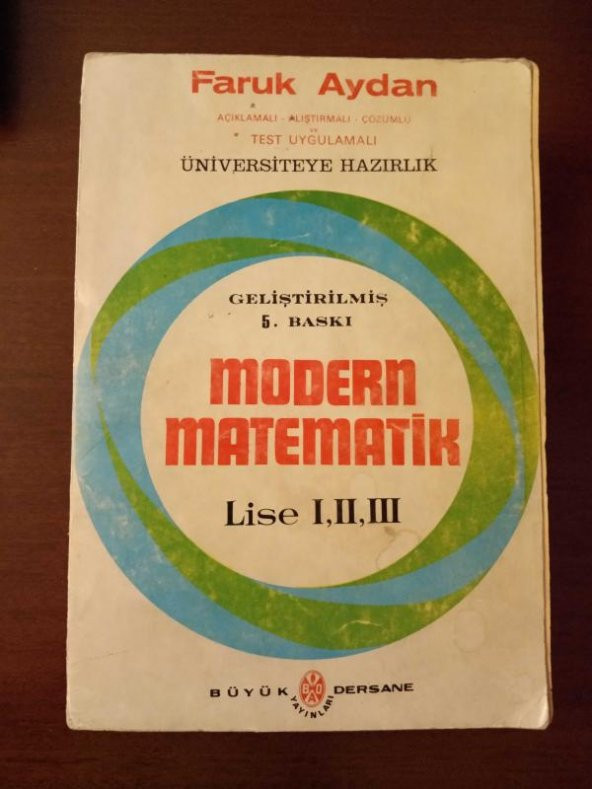 Faruk Aydan
AÇIKLAMALI - ALIŞTIRMALI - ÇÖZÜMLÜ
ve
TEST UYGULAMALI
ÜNİVERSİTEYE HAZIRLIK
GELİŞTİRİLMİŞ
5. BASKI
MODERN
MATEMATİK
Lise I,II,III
BÜYÜK DERSANE
YAYINLARI